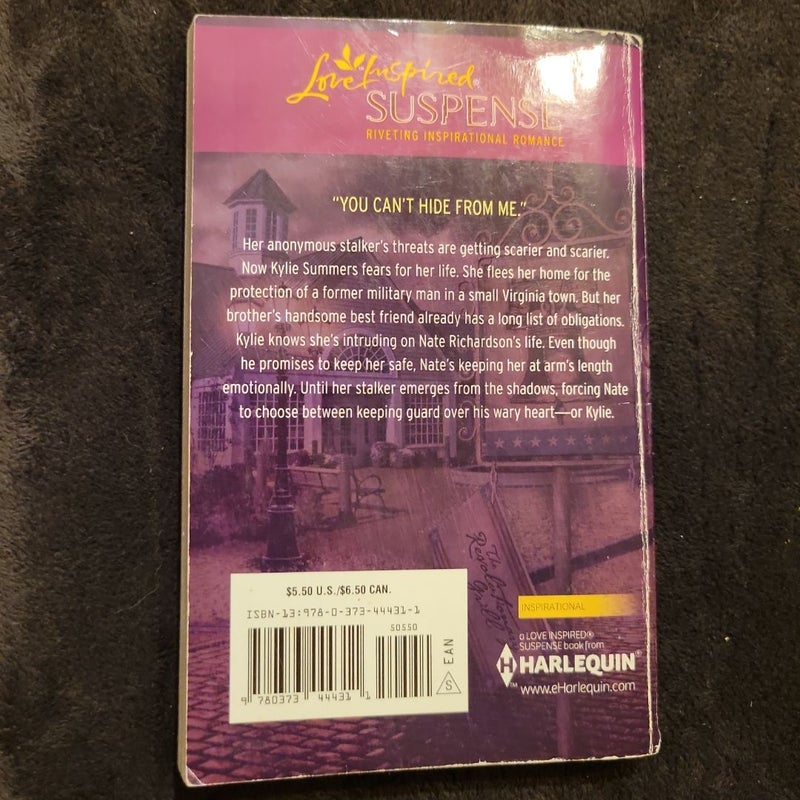 Love Inspired®
SUSPENSE
RIVETING INSPIRATIONAL ROMANCE
"YOU CAN'T HIDE FROM ME."
Her anonymous stalker's threats are getting scarier and scarier.
Now Kylie Summers fears for her life. She flees her home for the
protection of a former military man in a small Virginia town. But her
brother's handsome best friend already has a long list of obligations.
Kylie knows she's intruding on Nate Richardson's life. Even though
he promises to keep her safe, Nate's keeping her at arm's length
emotionally. Until her stalker emerges from the shadows, forcing Nate
to choose between keeping guard over his wary heart—or Kylie.
$5.50 U.S./$6.50 CAN.
ISBN-13:978-0-373-44431-1
50550
EAN
S
9 780373 44431 1
INSPIRATIONAL
a LOVE INSPIRED®
SUSPENSE book from
H HARLEQUIN®
™ www.eHarlequin.com